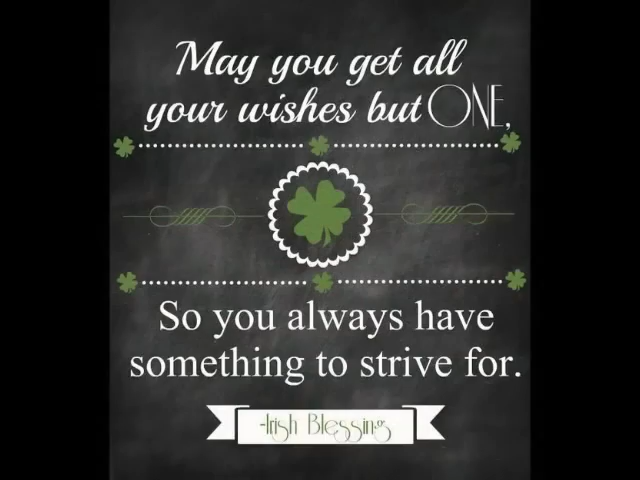 May you get all
your wishes but ONE,
So you always have
something to strive for.
-Irish Blessing